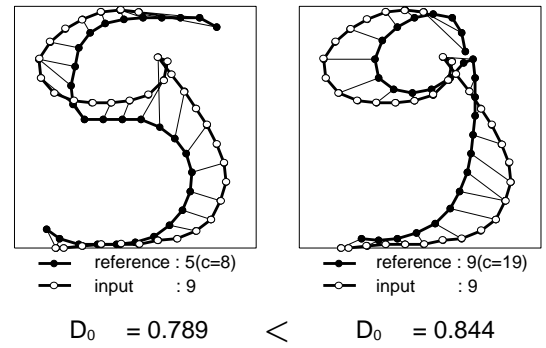 reference : 5(c=8)
input : 9
reference : 9(c=19)
input : 9
D₀ = 0.789 < D₀ = 0.844